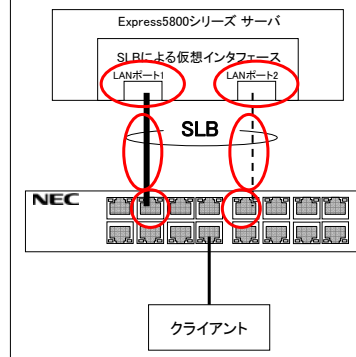 Express5800シリーズ サーバ
SLBによる仮想インタフェース
LANポート1 LANポート2
SLB
NEC
クライアント